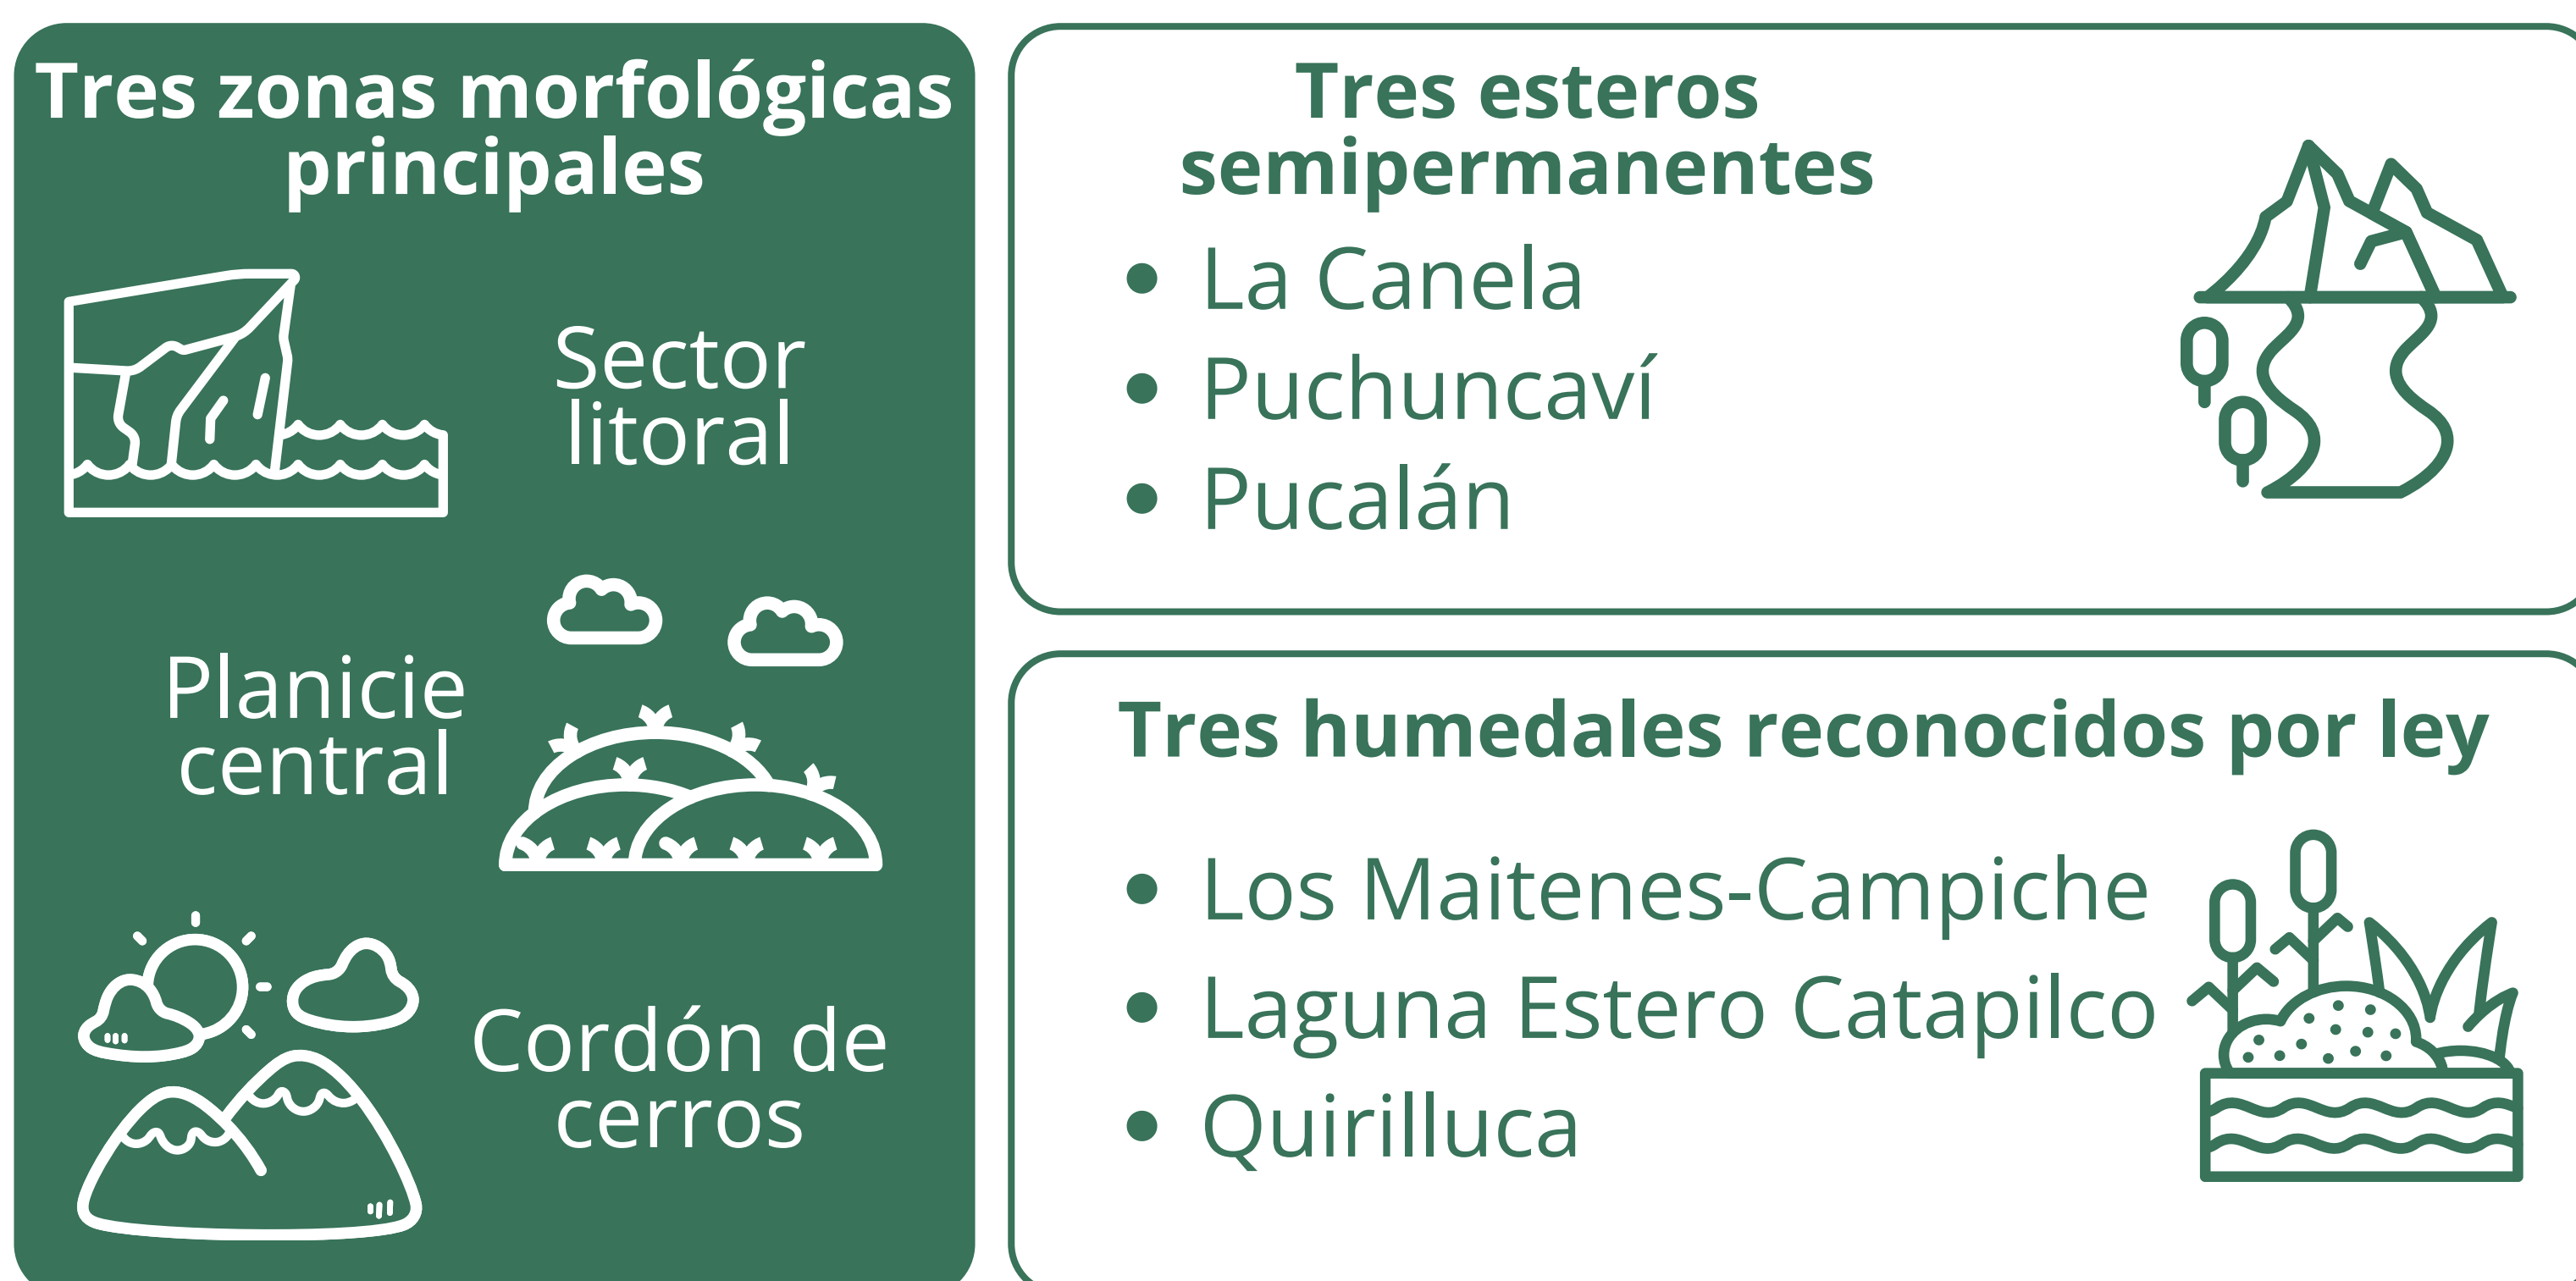 Tres zonas morfológicas
principales
Sector
litoral
Planicie
central
Cordón de
cerros
Tres esteros
semipermanentes
• La Canela
• Puchuncaví
• Pucalán
Tres humedales reconocidos por ley
• Los Maitenes-Campiche
• Laguna Estero Catapilco
• Quirilluca